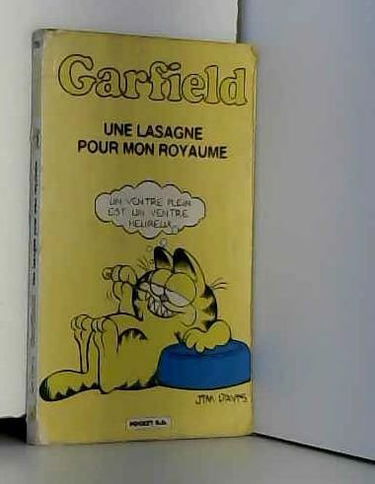 Garfield
UNE LASAGNE
POUR MON ROYAUME
UN VENTRE PLEIN
EST UN VENTRE
HEUREUX
JIM DAVIS
POCKET B.D.